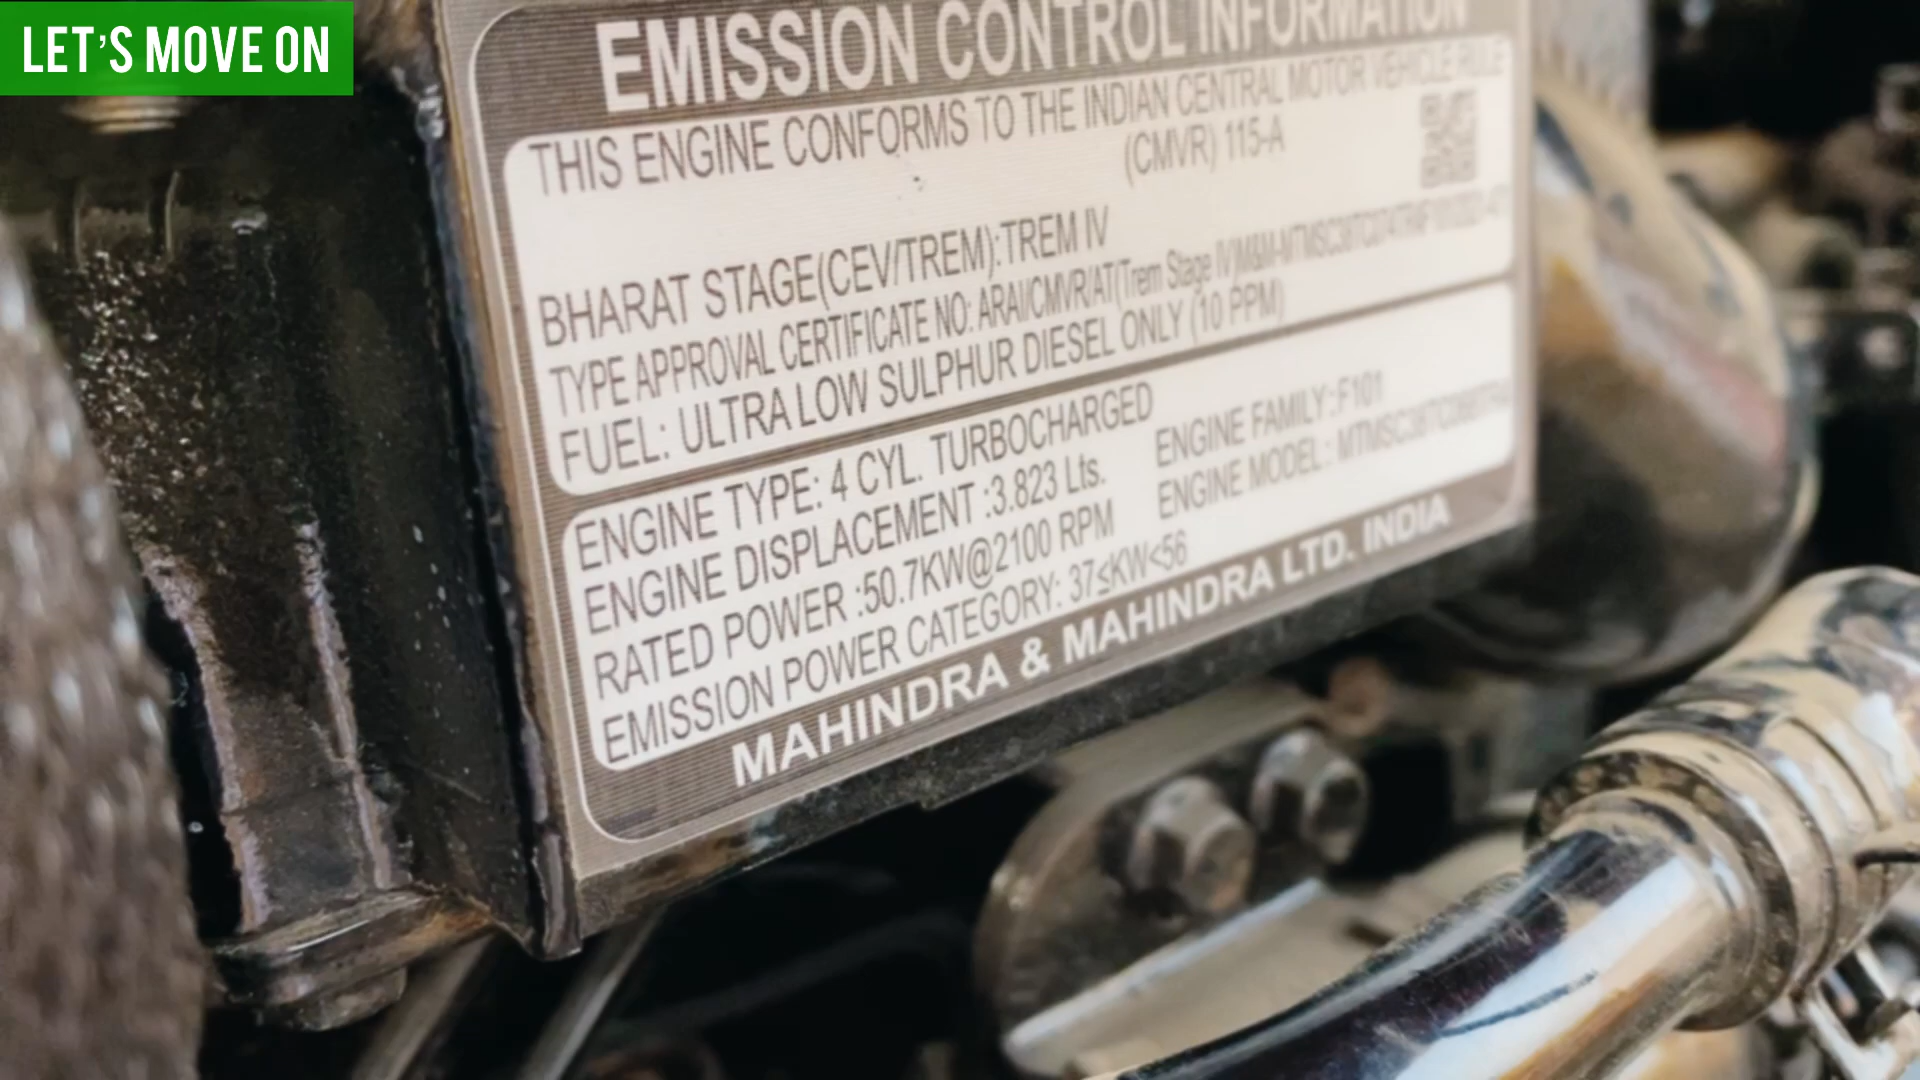 LET'S MOVE ON
EMISSION CONTROL INFORMATION
THIS ENGINE CONFORMS TO THE INDIAN CENTRAL MOTOR VEHICLE RULE
(CMVR) 115-A
BHARAT STAGE(CEV/TREM):TREM IV
TYPE APPROVAL CERTIFICATE NO: ARAI/CMVR/AT(Trem Stage IV)
FUEL: ULTRA LOW SULPHUR DIESEL ONLY (10 PPM)
ENGINE TYPE: 4 CYL. TURBOCHARGED
ENGINE DISPLACEMENT :3.823 Lts. ENGINE FAMILY:F101
RATED POWER :50.7KW@2100 RPM ENGINE MODEL:
EMISSION POWER CATEGORY: 37≤KW<56
MAHINDRA & MAHINDRA LTD. INDIA